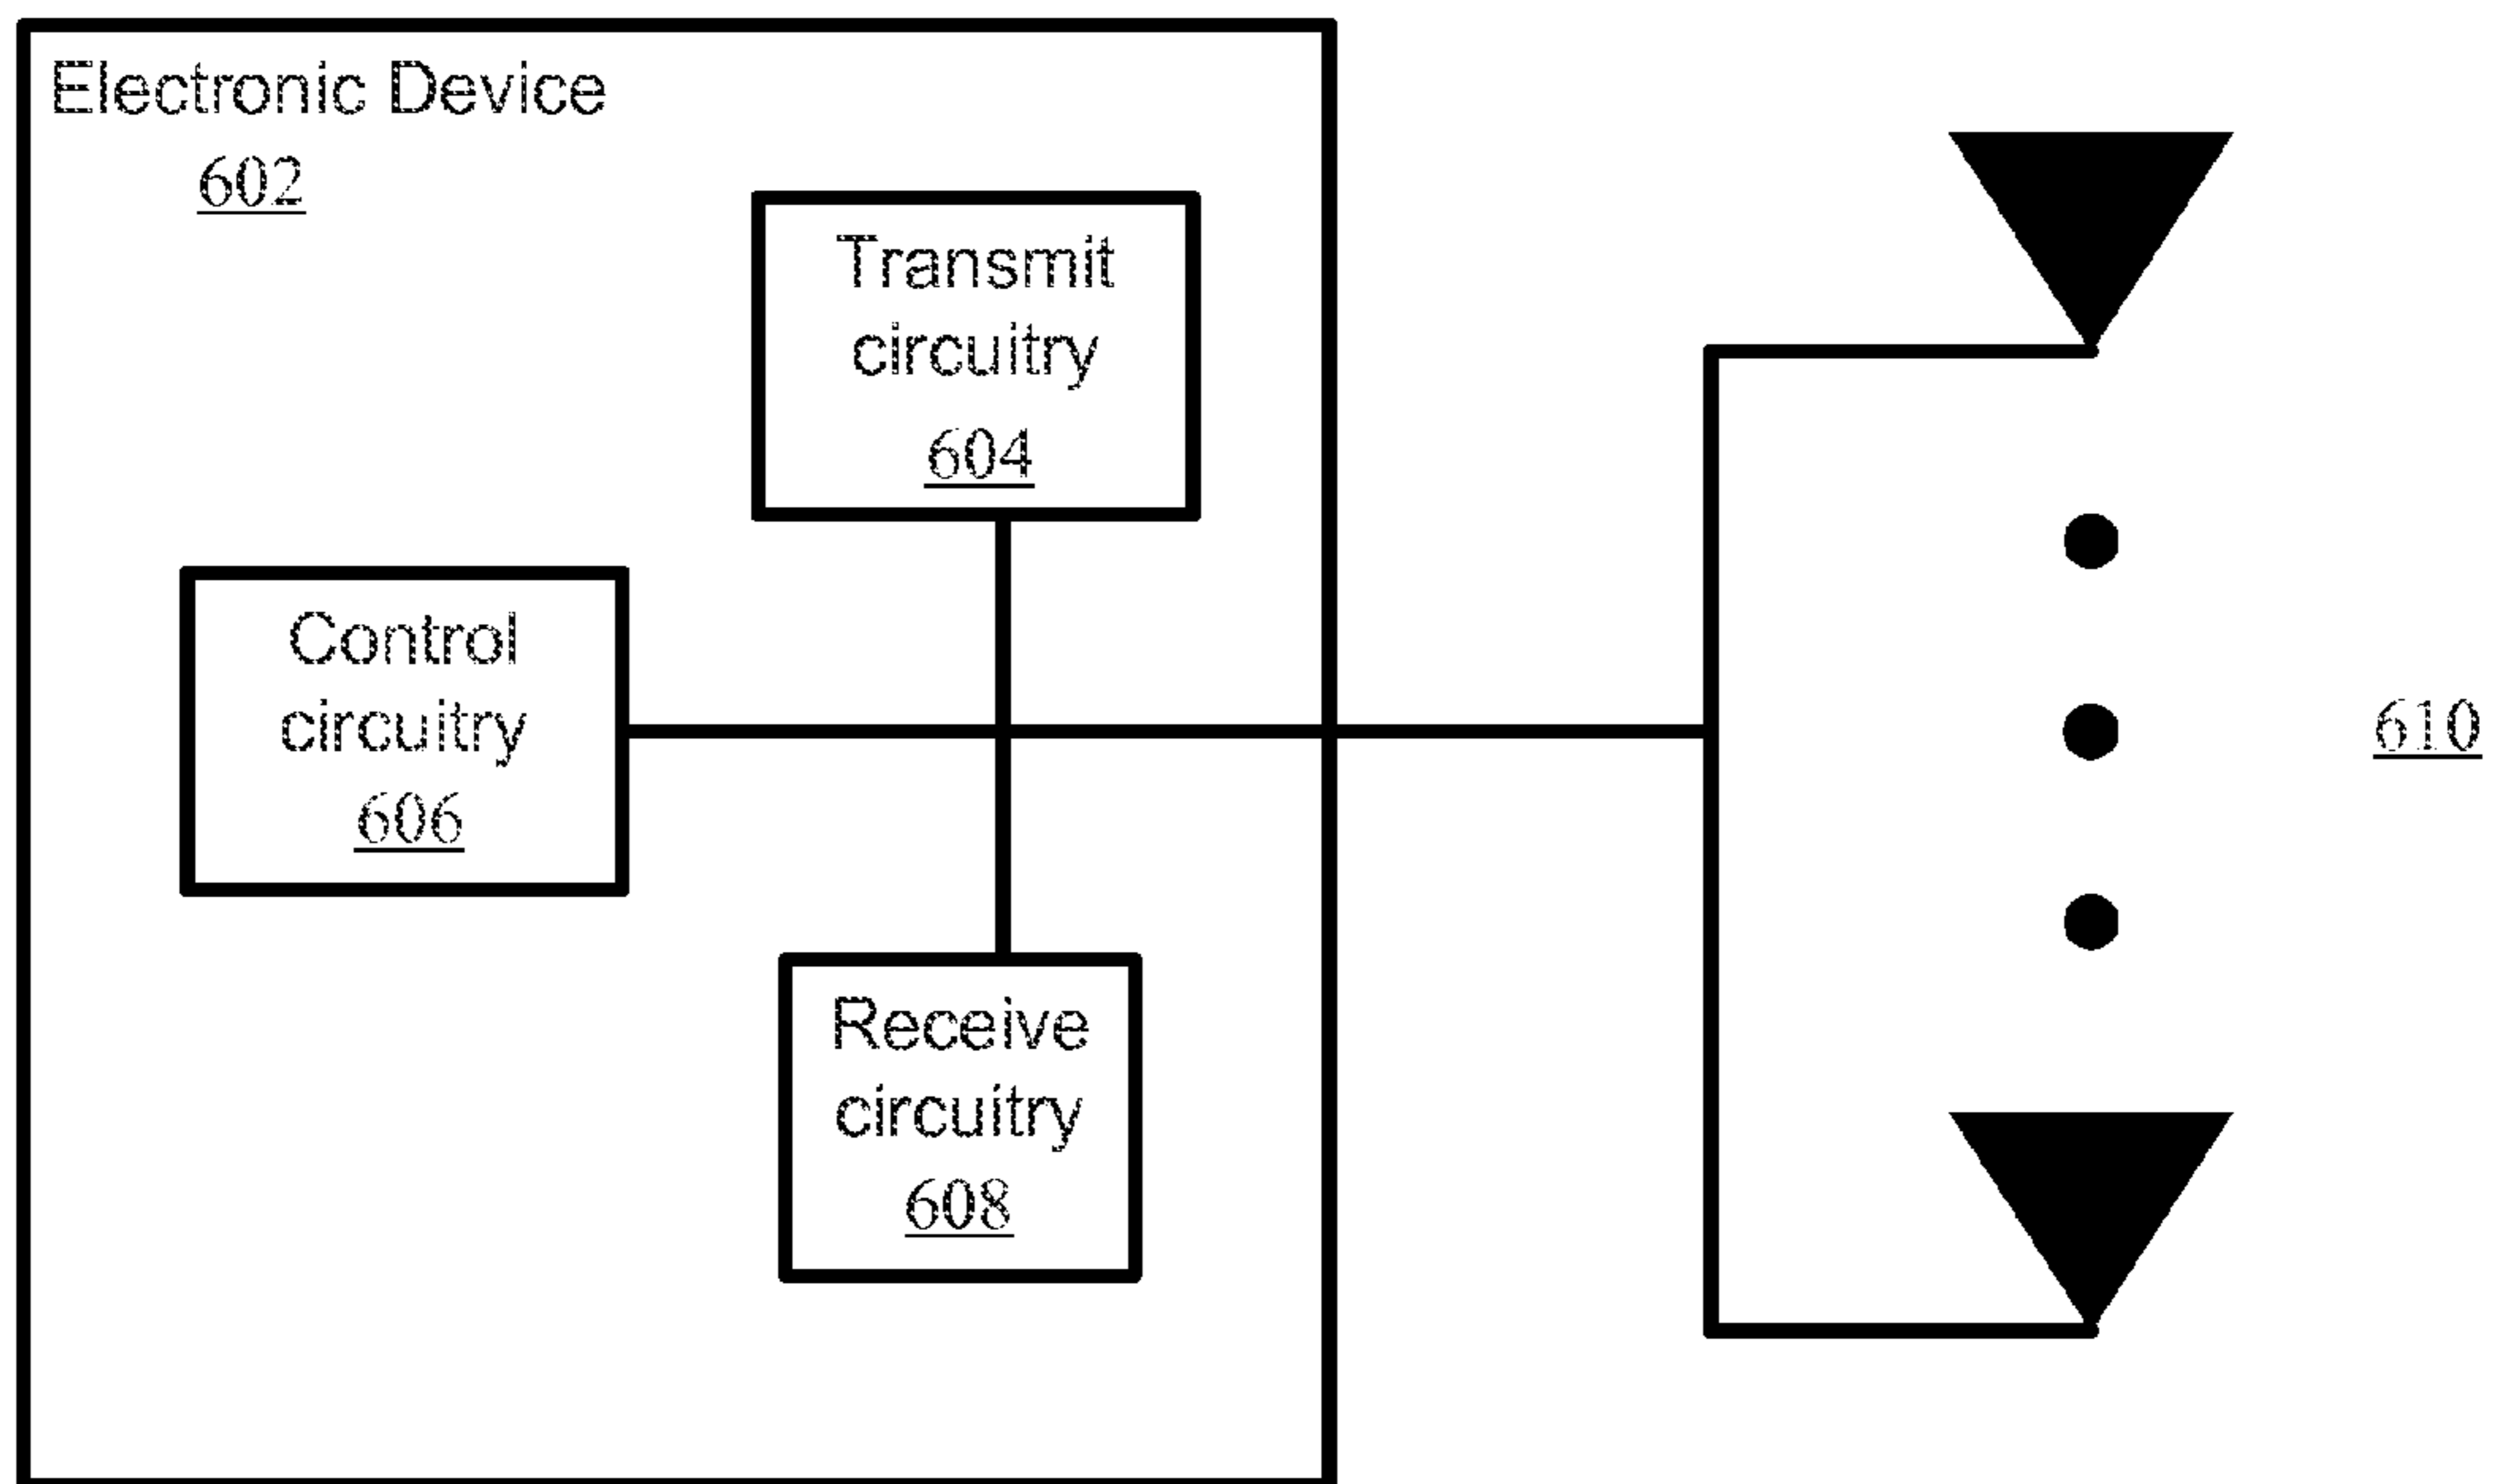 Electronic Device
602
Transmit
circuitry
604
Control
circuitry
606
610
Receive
circuitry
608